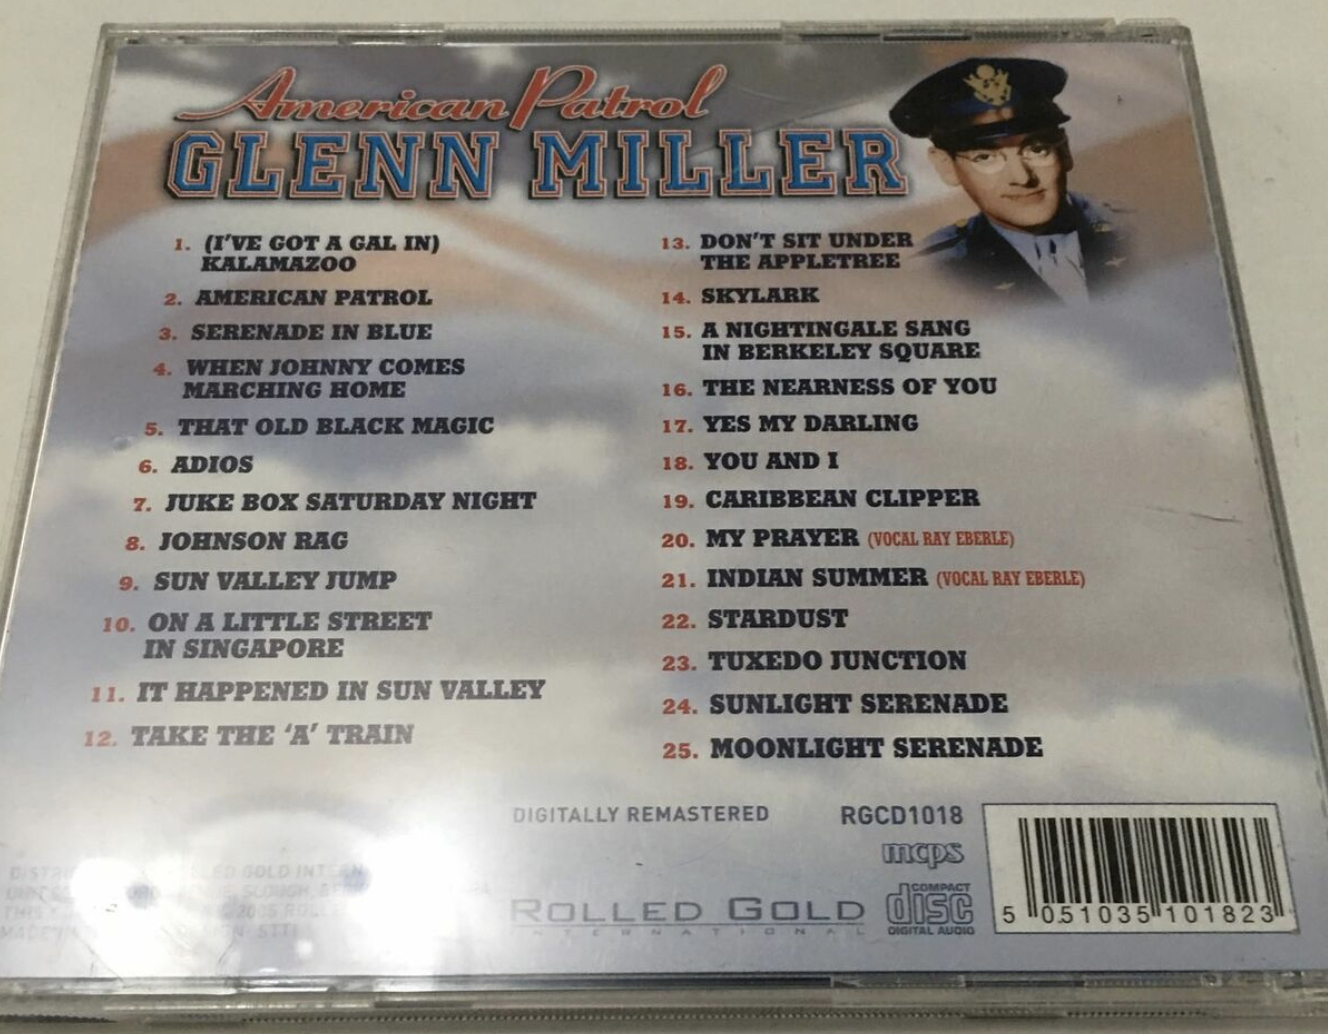 American Patrol
GLENN MILLER
1. (I'VE GOT A GAL IN)
KALAMAZOO
2. AMERICAN PATROL
3. SERENADE IN BLUE
4. WHEN JOHNNY COMES
MARCHING HOME
5. THAT OLD BLACK MAGIC
6. ADIOS
7. JUKE BOX SATURDAY NIGHT
8. JOHNSON RAG
9. SUN VALLEY JUMP
10. ON A LITTLE STREET
IN SINGAPORE
11. IT HAPPENED IN SUN VALLEY
12. TAKE THE 'A' TRAIN
13. DON'T SIT UNDER
THE APPLETREE
14. SKYLARK
15. A NIGHTINGALE SANG
IN BERKELEY SQUARE
16. THE NEARNESS OF YOU
17. YES MY DARLING
18. YOU AND I
19. CARIBBEAN CLIPPER
20. MY PRAYER (VOCAL RAY EBERLE)
21. INDIAN SUMMER (VOCAL RAY EBERLE)
22. STARDUST
23. TUXEDO JUNCTION
24. SUNLIGHT SERENADE
25. MOONLIGHT SERENADE
DIGITALLY REMASTERED RGCD1018
mcps
GOLD
SLOUGH,
THIS
ROLLED GOLD
INTERNATIONAL
COMPACT
disc
DIGITAL AUDIO
5 051035 101823